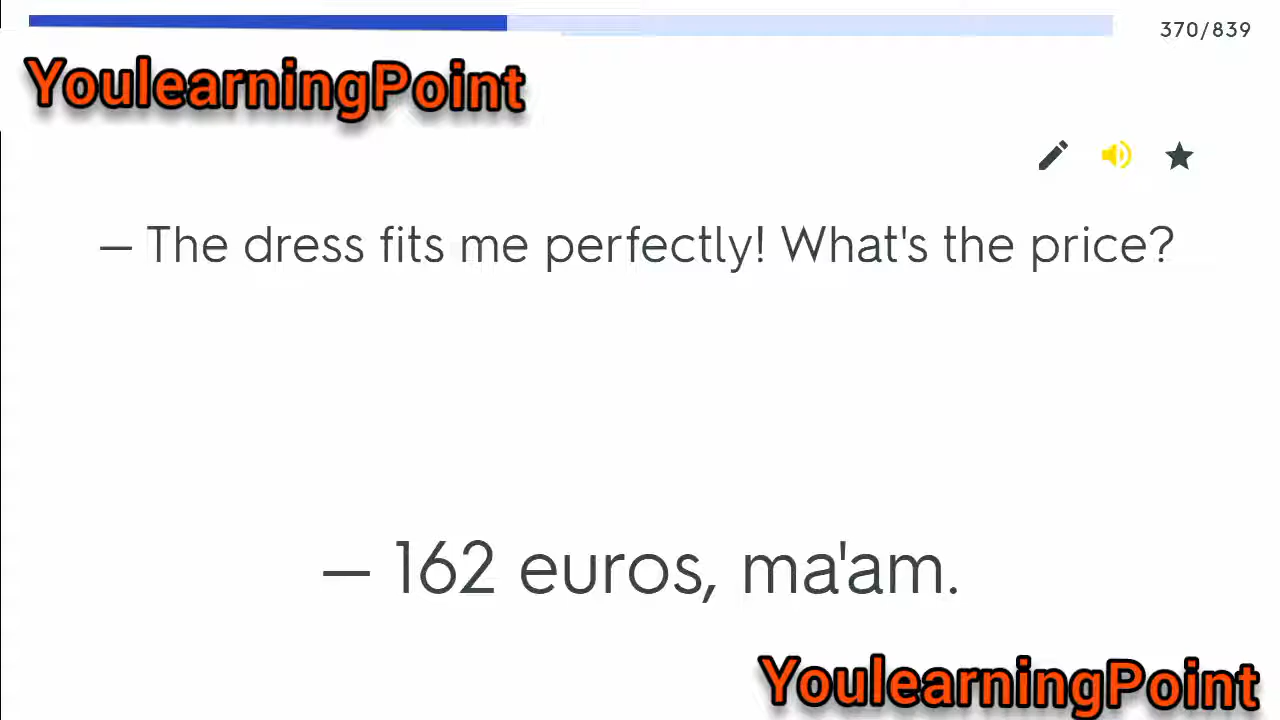 370/839
YoulearningPoint
– The dress fits me perfectly! What's the price?
– 162 euros, ma'am.
YoulearningPoint